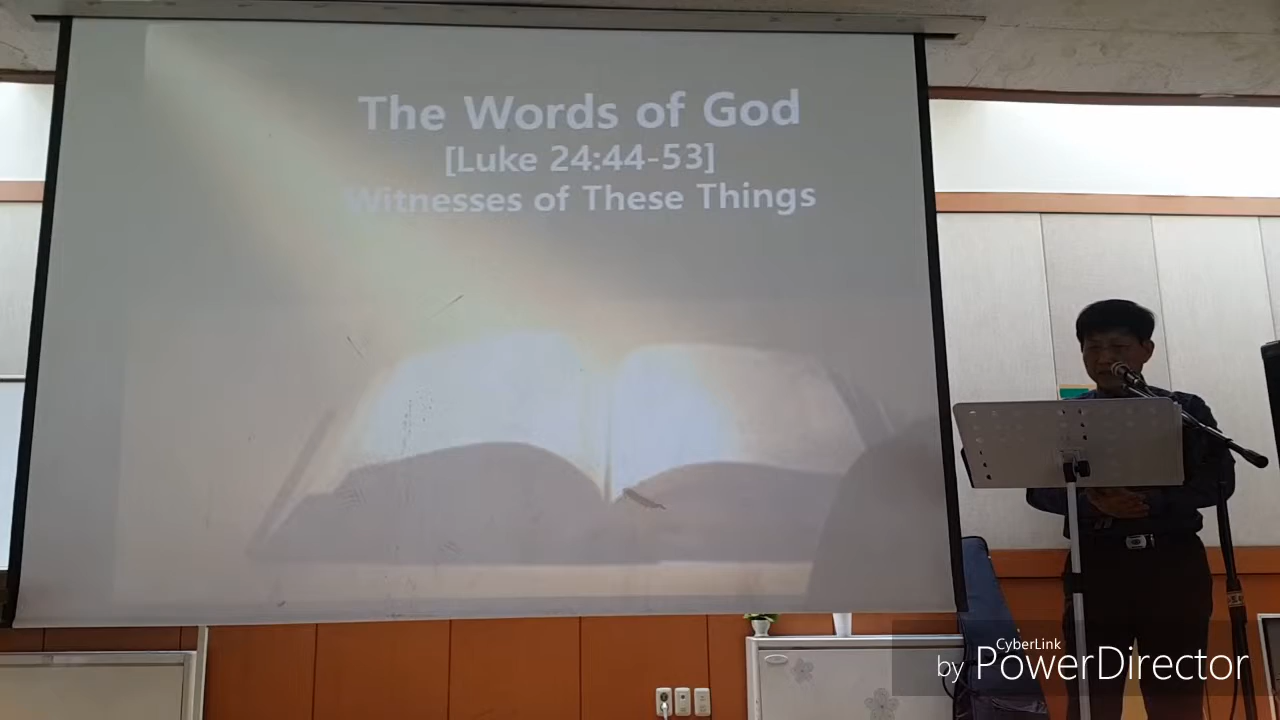 The Words of God
[Luke 24:44-53]
Witnesses of These Things
CyberLink
by PowerDirector